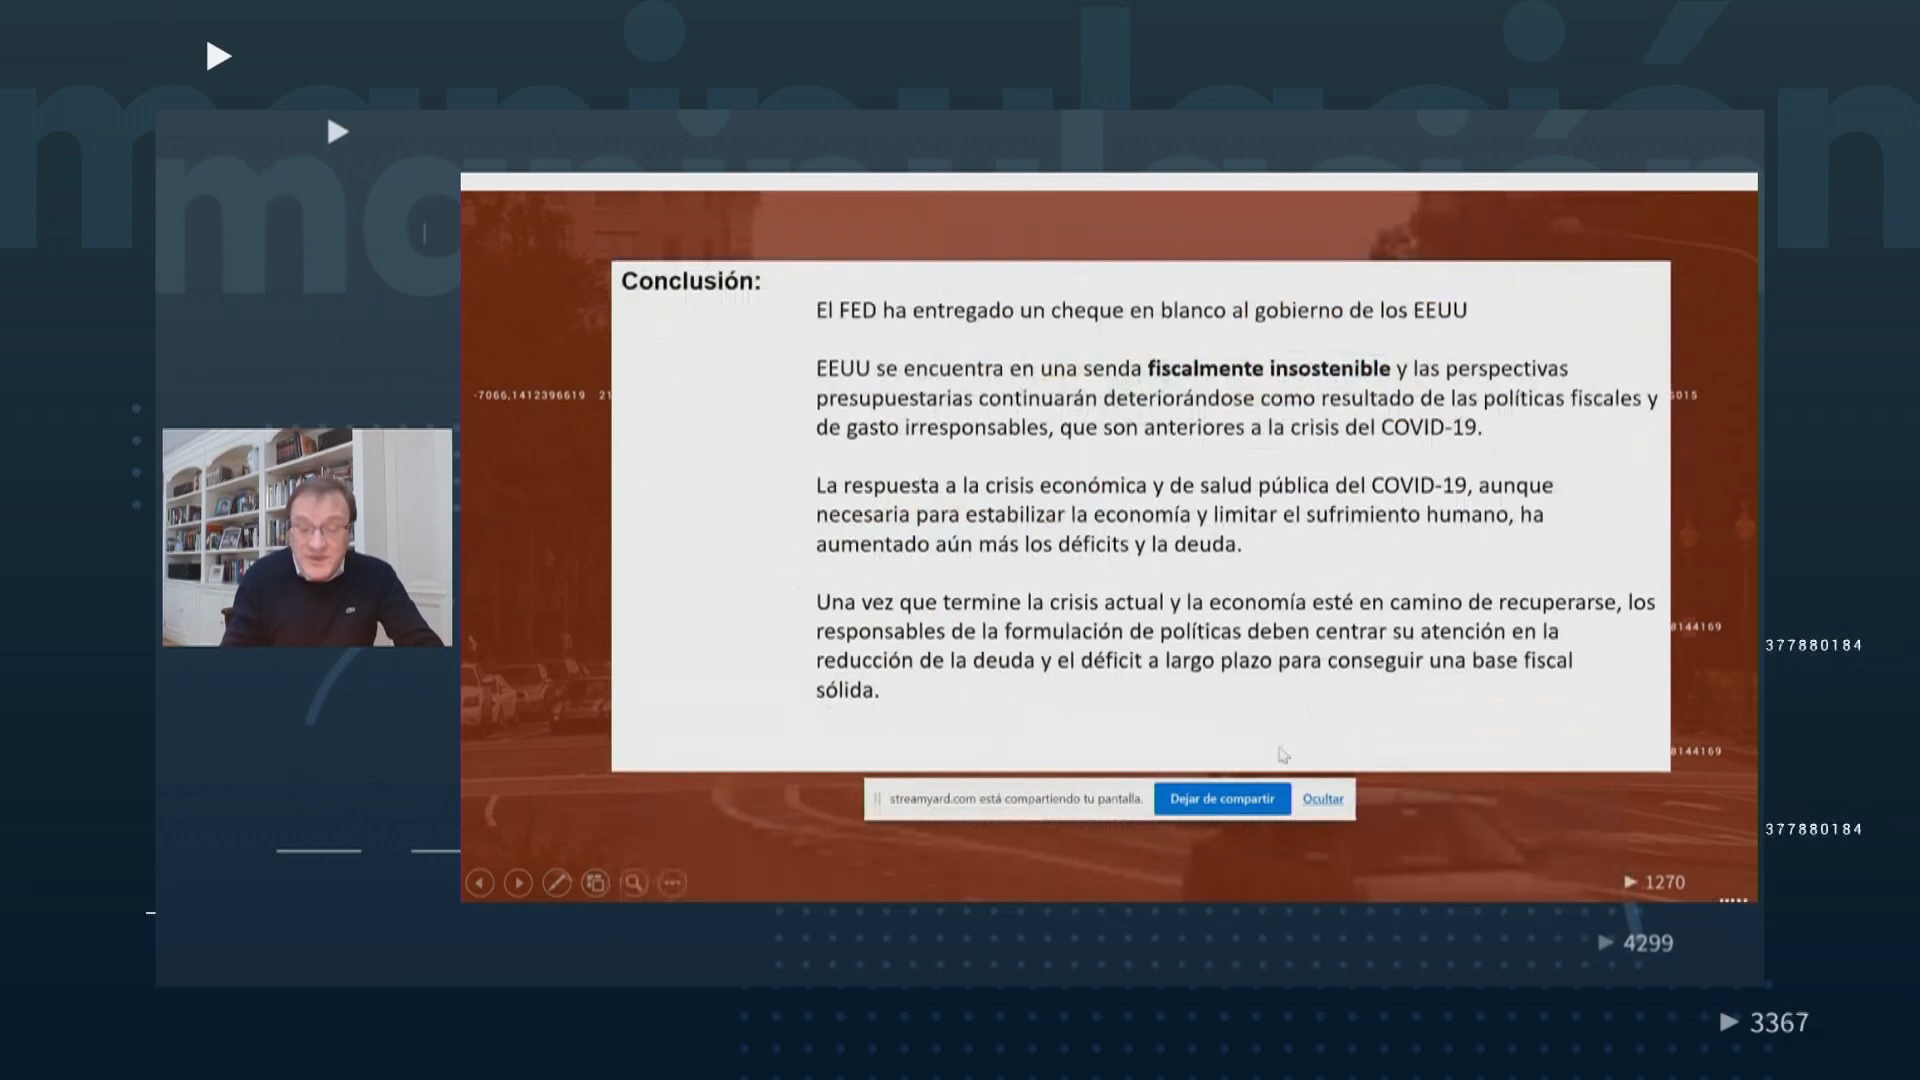 manipulación
Conclusión:
El FED ha entregado un cheque en blanco al gobierno de los EEUU
EEUU se encuentra en una senda fiscalmente insostenible y las perspectivas
presupuestarias continuarán deteriorándose como resultado de las políticas fiscales y
de gasto irresponsables, que son anteriores a la crisis del COVID-19.
La respuesta a la crisis económica y de salud pública del COVID-19, aunque
necesaria para estabilizar la economía y limitar el sufrimiento humano, ha
aumentado aún más los déficits y la deuda.
Una vez que termine la crisis actual y la economía esté en camino de recuperarse, los
responsables de la formulación de políticas deben centrar su atención en la
reducción de la deuda y el déficit a largo plazo para conseguir una base fiscal
sólida.
-7066,1412396619 21
6015
8144169
377880184
8144169
streamyard.com está compartiendo tu pantalla.
Dejar de compartir
Ocultar
377880184
1270
4299
3367